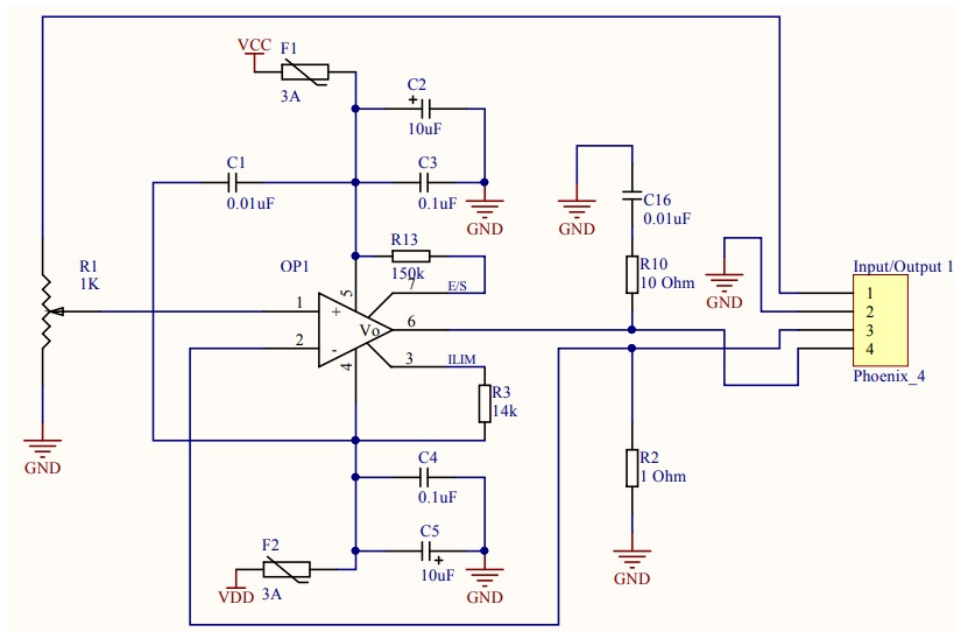 VCC
F1
3A
C2
+
10uF
C1
0.01uF
C3
0.1uF
GND
GND
C16
0.01uF
R1
1K
OP1
R13
150k
7
E/S
R10
10 Ohm
GND
Input/Output 1
1
2
3
4
1
+
5
Vo
6
2
-
4
3
ILIM
Phoenix_4
R3
14k
GND
C4
0.1uF
R2
1 Ohm
C5
+
10uF
F2
3A
VDD
GND
GND